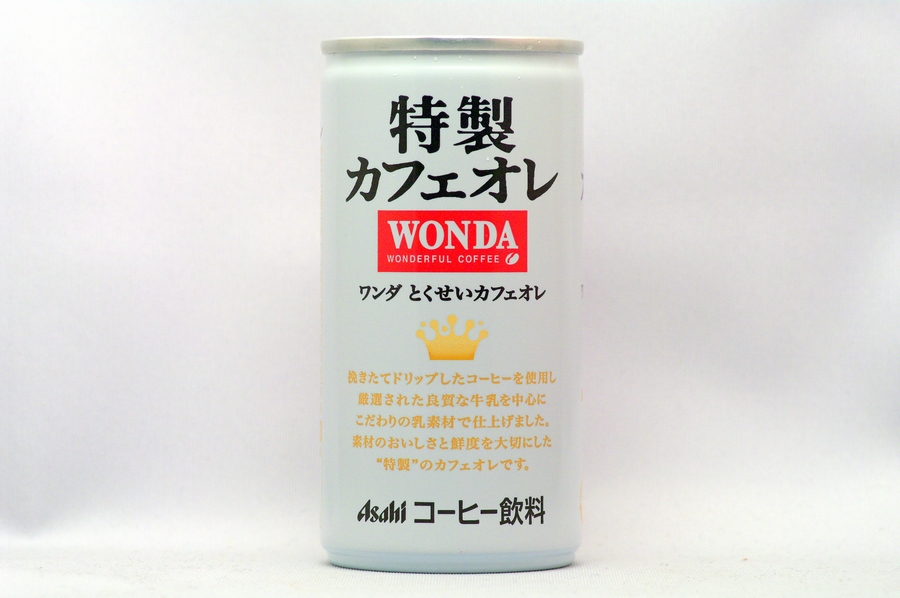 特製
カフェオレ
WONDA
WONDERFUL COFFEE
ワンダ とくせいカフェオレ
挽きたてドリップしたコーヒーを使用し
厳選された良質な牛乳を中心に
こだわりの乳素材で仕上げました。
素材のおいしさと鮮度を大切にした
“特製”のカフェオレです。
Asahi コーヒー飲料